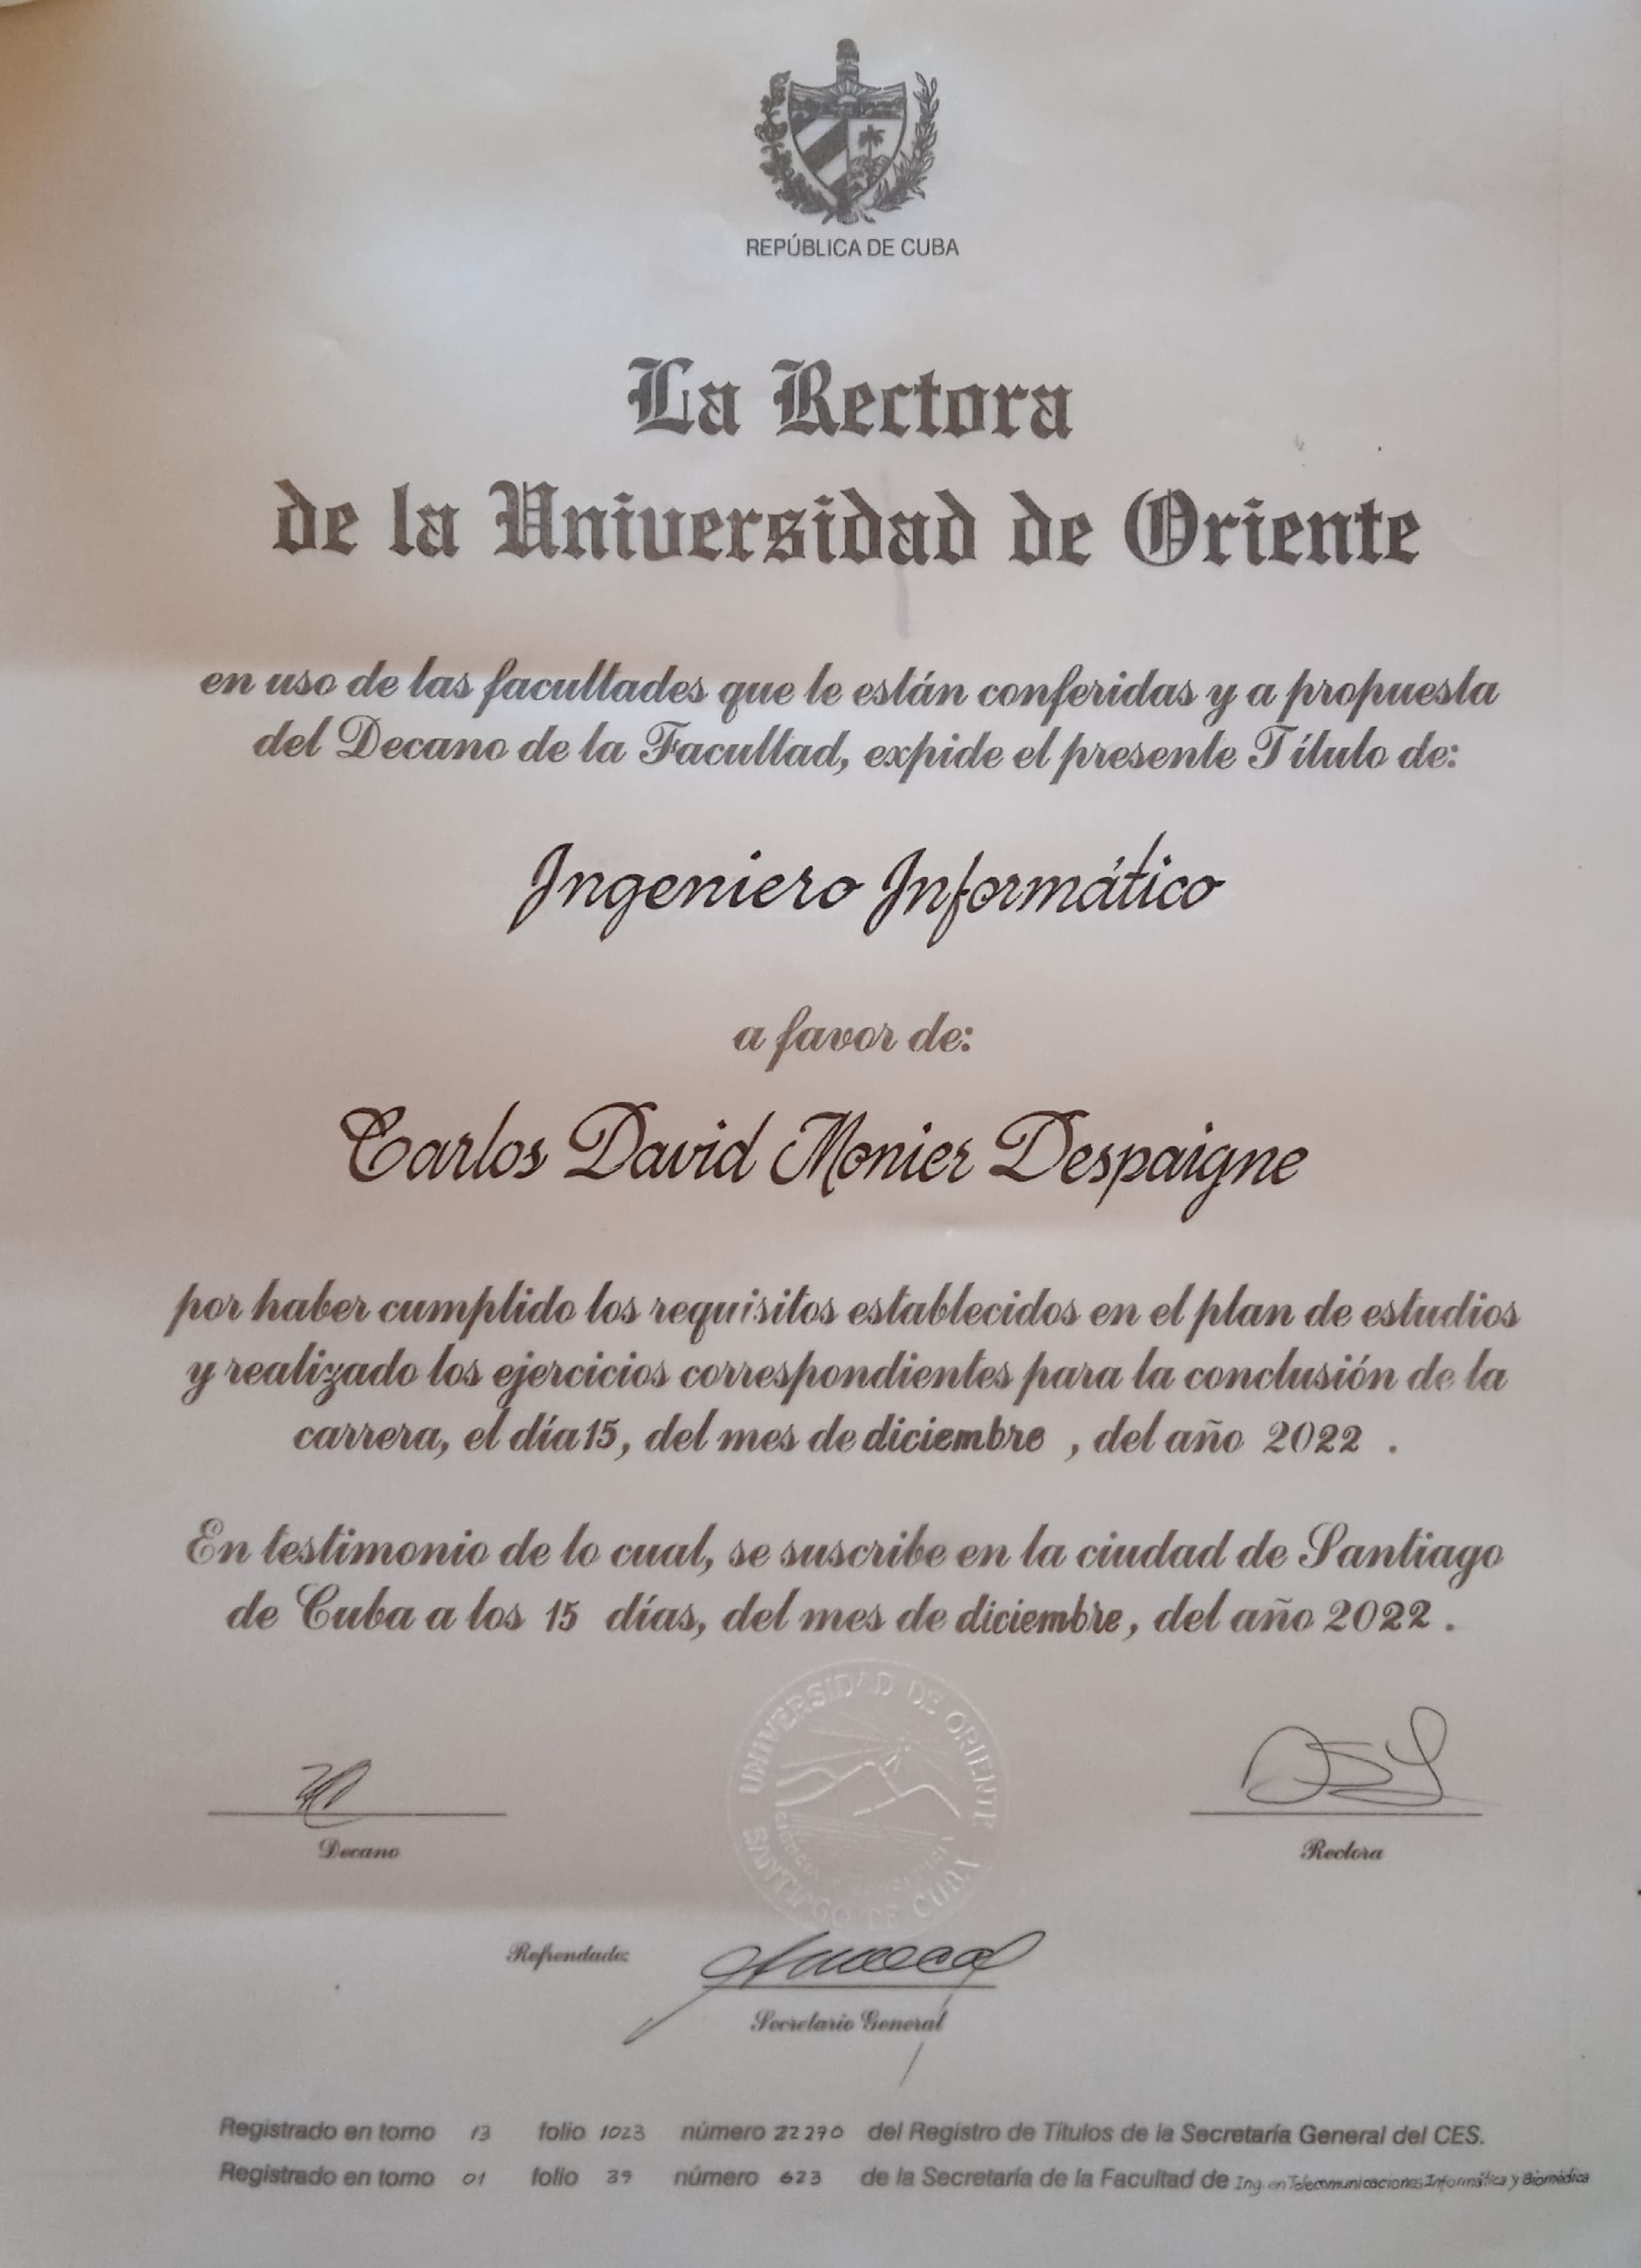 REPÚBLICA DE CUBA
La Rectora
de la Universidad de Oriente
en uso de las facultades que le están conferidas y a propuesta
del Decano de la Facultad, expide el presente Título de:
Ingeniero Informático
a favor de:
Carlos David Monier Despaigne
por haber cumplido los requisitos establecidos en el plan de estudios
y realizado los ejercicios correspondientes para la conclusión de la
carrera, el día 15, del mes de diciembre , del año 2022 .
En testimonio de lo cual, se suscribe en la ciudad de Santiago
de Cuba a los 15 días, del mes de diciembre, del año 2022 .
UNIVERSIDAD DE ORIENTE
SANTIAGO DE CUBA
Decano
Rectora
Refrendado:
Secretario General
Registrado en tomo 13 folio 1023 número 22290 del Registro de Títulos de la Secretaría General del CES.
Registrado en tomo 01 folio 39 número 623 de la Secretaría de la Facultad de Ing en Telecomunicaciones Informática y Biomédica